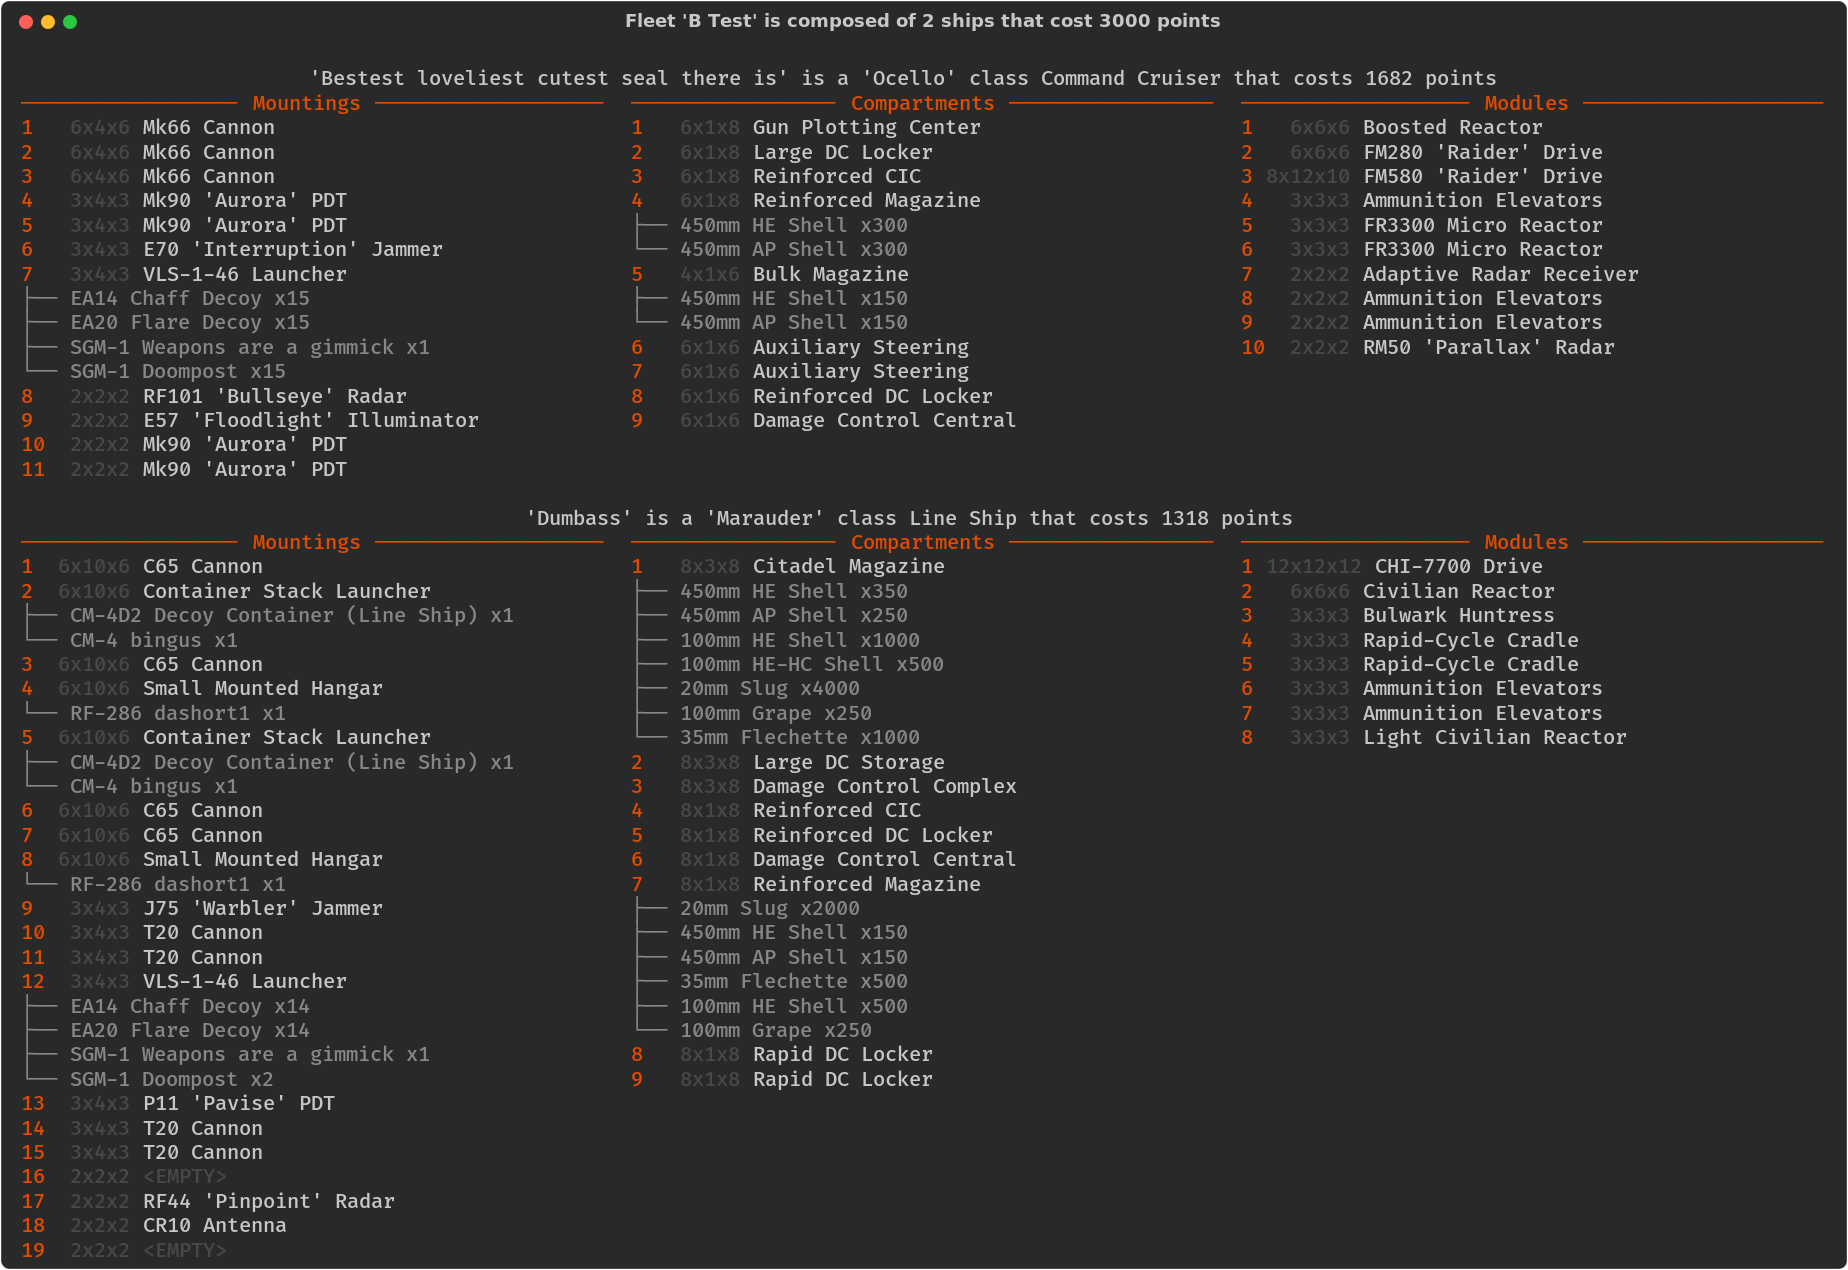 Fleet 'B Test' is composed of 2 ships that cost 3000 points
'Bestest loveliest cutest seal there is' is a 'Ocello' class Command Cruiser that costs 1682 points
Mountings
1 6x4x6 Mk66 Cannon
2 6x4x6 Mk66 Cannon
3 6x4x6 Mk66 Cannon
4 3x4x3 Mk90 'Aurora' PDT
5 3x4x3 Mk90 'Aurora' PDT
6 3x4x3 E70 'Interruption' Jammer
7 3x4x3 VLS-1-46 Launcher
EA14 Chaff Decoy x15
EA20 Flare Decoy x15
SGM-1 Weapons are a gimmick x1
SGM-1 Doompost x15
8 2x2x2 RF101 'Bullseye' Radar
9 2x2x2 E57 'Floodlight' Illuminator
10 2x2x2 Mk90 'Aurora' PDT
11 2x2x2 Mk90 'Aurora' PDT
Compartments
1 6x1x8 Gun Plotting Center
2 6x1x8 Large DC Locker
3 6x1x8 Reinforced CIC
4 6x1x8 Reinforced Magazine
450mm HE Shell x300
450mm AP Shell x300
5 4x1x6 Bulk Magazine
450mm HE Shell x150
450mm AP Shell x150
6 6x1x6 Auxiliary Steering
7 6x1x6 Auxiliary Steering
8 6x1x6 Reinforced DC Locker
9 6x1x6 Damage Control Central
Modules
1 6x6x6 Boosted Reactor
2 6x6x6 FM280 'Raider' Drive
3 8x12x10 FM580 'Raider' Drive
4 3x3x3 Ammunition Elevators
5 3x3x3 FR3300 Micro Reactor
6 3x3x3 FR3300 Micro Reactor
7 2x2x2 Adaptive Radar Receiver
8 2x2x2 Ammunition Elevators
9 2x2x2 Ammunition Elevators
10 2x2x2 RM50 'Parallax' Radar
'Dumbass' is a 'Marauder' class Line Ship that costs 1318 points
Mountings
1 6x10x6 C65 Cannon
2 6x10x6 Container Stack Launcher
CM-4D2 Decoy Container (Line Ship) x1
CM-4 bingus x1
3 6x10x6 C65 Cannon
4 6x10x6 Small Mounted Hangar
RF-286 dashort1 x1
5 6x10x6 Container Stack Launcher
CM-4D2 Decoy Container (Line Ship) x1
CM-4 bingus x1
6 6x10x6 C65 Cannon
7 6x10x6 C65 Cannon
8 6x10x6 Small Mounted Hangar
RF-286 dashort1 x1
9 3x4x3 J75 'Warbler' Jammer
10 3x4x3 T20 Cannon
11 3x4x3 T20 Cannon
12 3x4x3 VLS-1-46 Launcher
EA14 Chaff Decoy x14
EA20 Flare Decoy x14
SGM-1 Weapons are a gimmick x1
SGM-1 Doompost x2
13 3x4x3 P11 'Pavise' PDT
14 3x4x3 T20 Cannon
15 3x4x3 T20 Cannon
16 2x2x2 <EMPTY>
17 2x2x2 RF44 'Pinpoint' Radar
18 2x2x2 CR10 Antenna
19 2x2x2 <EMPTY>
Compartments
1 8x3x8 Citadel Magazine
450mm HE Shell x350
450mm AP Shell x250
100mm HE Shell x1000
100mm HE-HC Shell x500
20mm Slug x4000
100mm Grape x250
35mm Flechette x1000
2 8x3x8 Large DC Storage
3 8x3x8 Damage Control Complex
4 8x1x8 Reinforced CIC
5 8x1x8 Reinforced DC Locker
6 8x1x8 Damage Control Central
7 8x1x8 Reinforced Magazine
20mm Slug x2000
450mm HE Shell x150
450mm AP Shell x150
35mm Flechette x500
100mm HE Shell x500
100mm Grape x250
8 8x1x8 Rapid DC Locker
9 8x1x8 Rapid DC Locker
Modules
1 12x12x12 CHI-7700 Drive
2 6x6x6 Civilian Reactor
3 3x3x3 Bulwark Huntress
4 3x3x3 Rapid-Cycle Cradle
5 3x3x3 Rapid-Cycle Cradle
6 3x3x3 Ammunition Elevators
7 3x3x3 Ammunition Elevators
8 3x3x3 Light Civilian Reactor